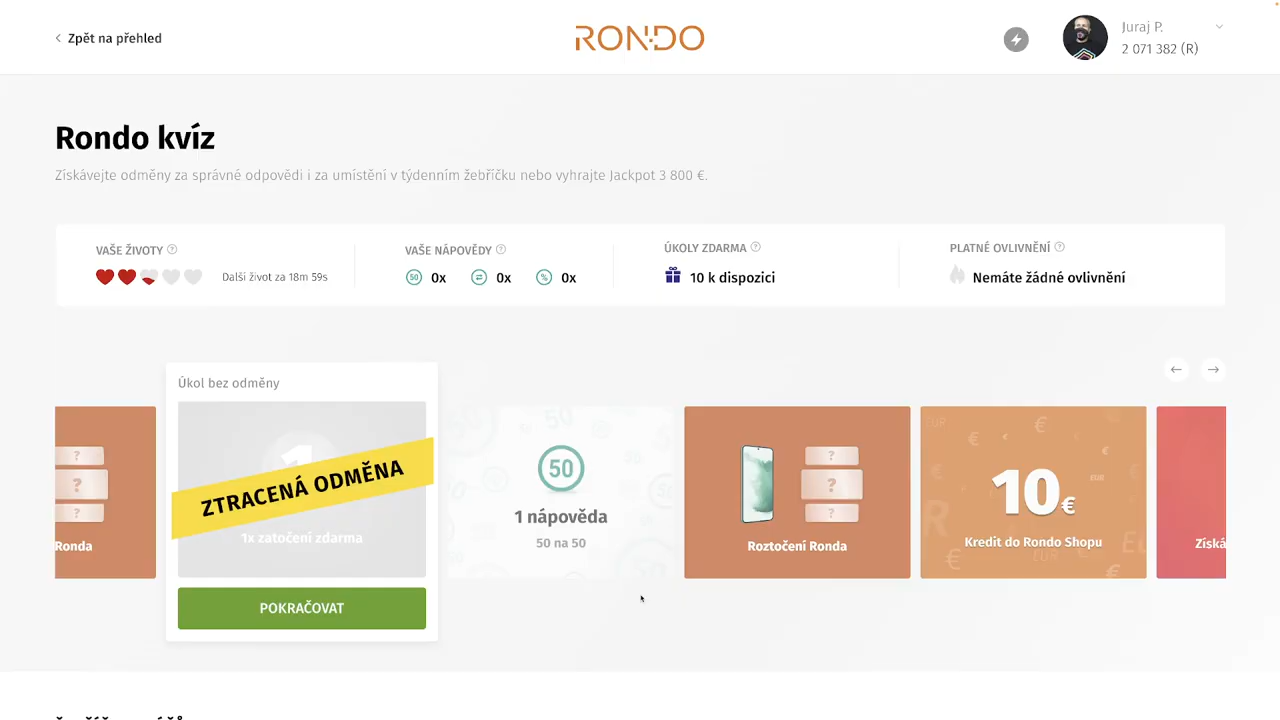 Zpět na přehled
RONDO
Juraj P.
2 071 382 (R)
Rondo kvíz
Získávejte odměny za správné odpovědi i za umístění v týdenním žebříčku nebo vyhrajte Jackpot 3 800 €.
VAŠE ŽIVOTY ?
Další život za 18m 59s
VAŠE NÁPOVĚDY ?
50 0x
0x
% 0x
ÚKOLY ZDARMA ?
10 k dispozici
PLATNÉ OVLIVNĚNÍ ?
Nemáte žádné ovlivnění
← →
? ? ?
Ronda
Úkol bez odměny
1
ZTRACENÁ ODMĚNA
1x zatočení zdarma
POKRAČOVAT
50
1 nápověda
50 na 50
? ? ?
Roztočení Ronda
10€
Kredit do Rondo Shopu
Získá